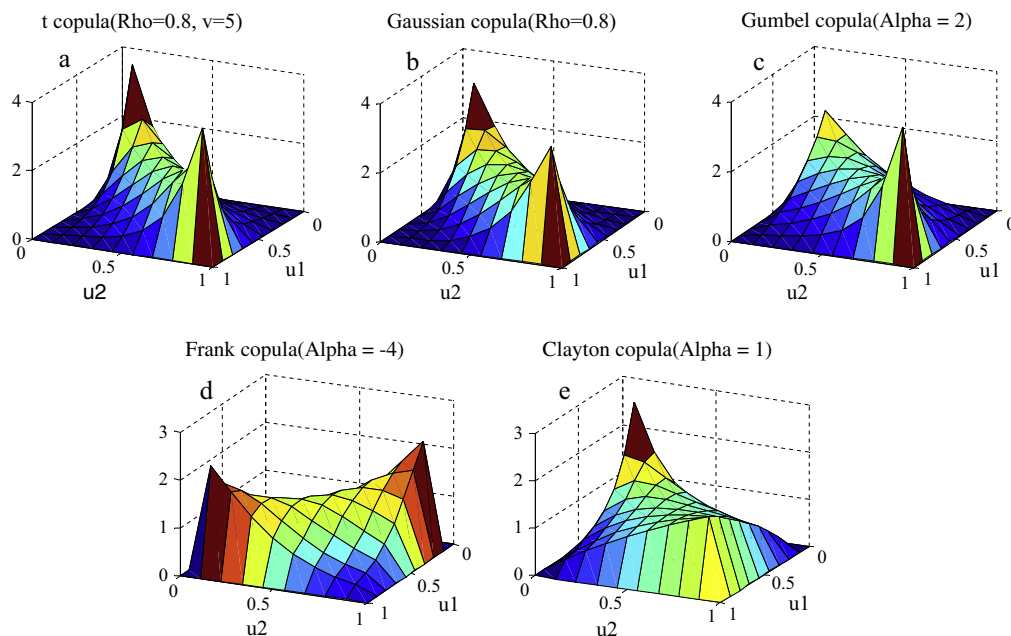 t copula(Rho=0.8, v=5)
Gaussian copula(Rho=0.8)
Gumbel copula(Alpha = 2)
a
b
c
4
2
0
0
0.5
1
1
0.5
0
u2
u1
4
2
0
0
0.5
1
1
0.5
0
u2
u1
4
2
0
0
0.5
1
1
0.5
0
u2
u1
Frank copula(Alpha = -4)
Clayton copula(Alpha = 1)
d
e
3
2
1
0
0
0.5
1
1
0.5
0
u2
u1
3
2
1
0
0
0.5
1
1
0.5
0
u2
u1